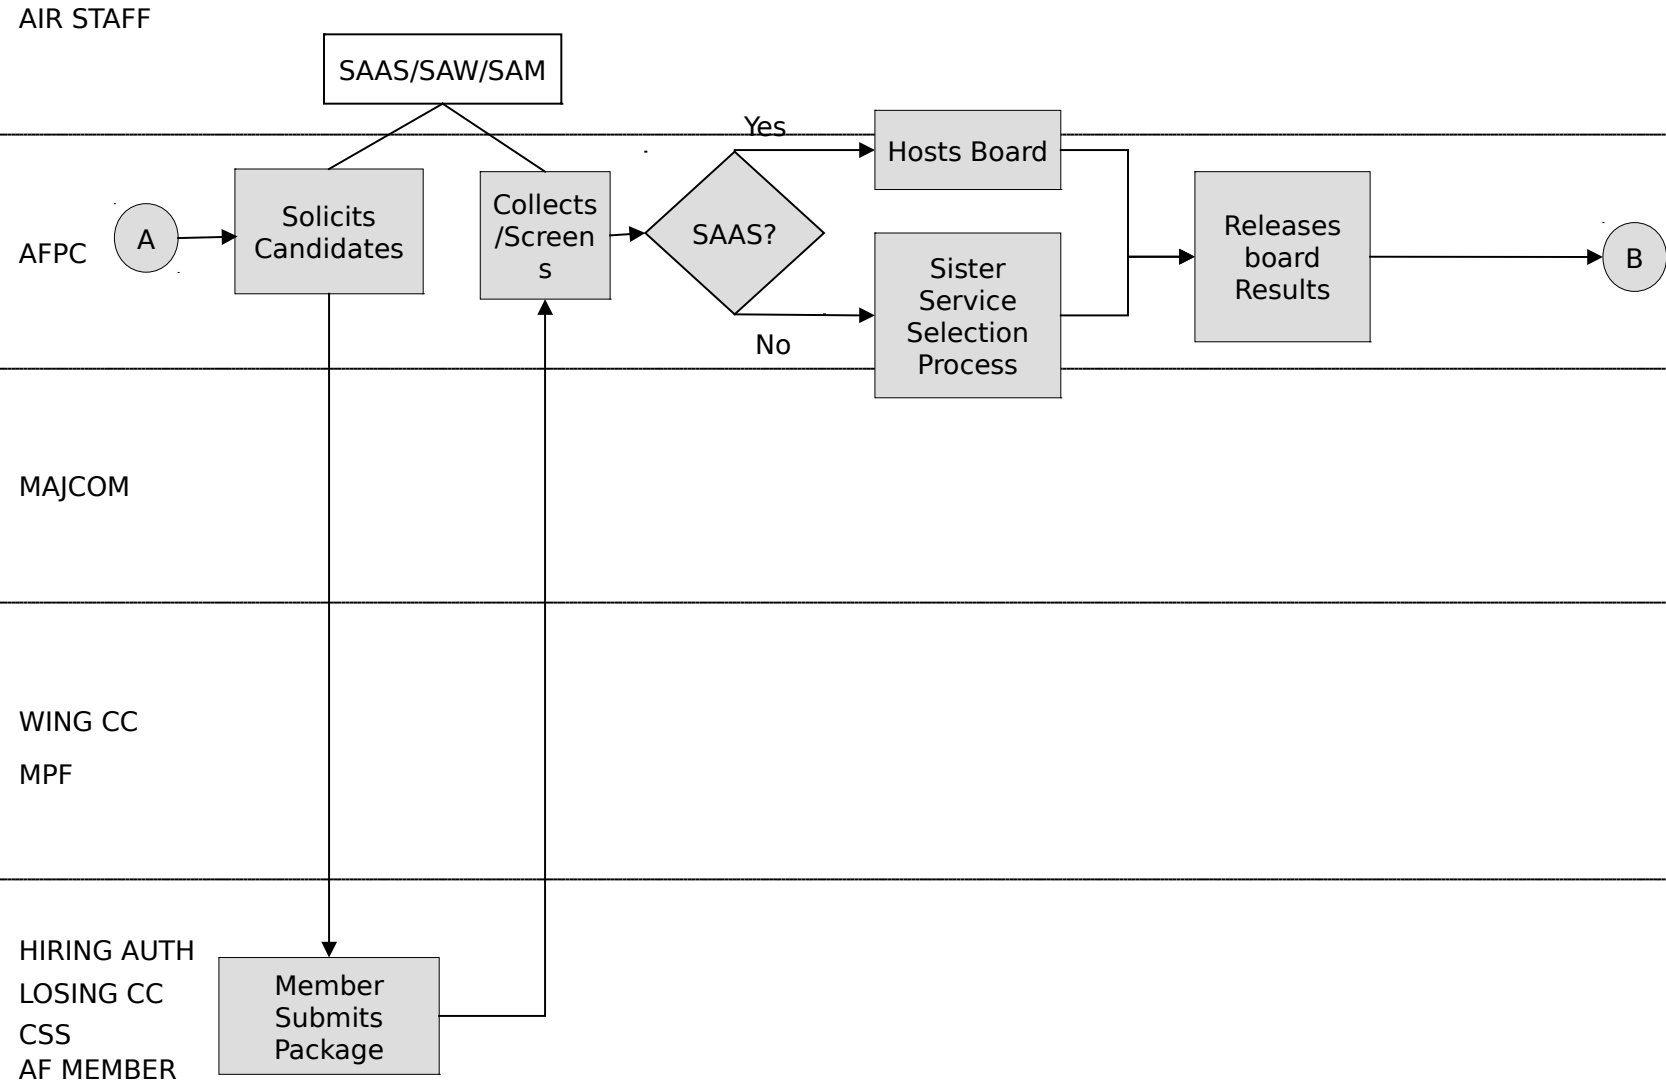 AIR STAFF
SAAS/SAW/SAM
Yes
Hosts Board
AFPC
A
Solicits
Candidates
Collects
/Screen
s
SAAS?
No
Sister
Service
Selection
Process
Releases
board
Results
B
MAJCOM
WING CC
MPF
HIRING AUTH
LOSING CC
CSS
AF MEMBER
Member
Submits
Package